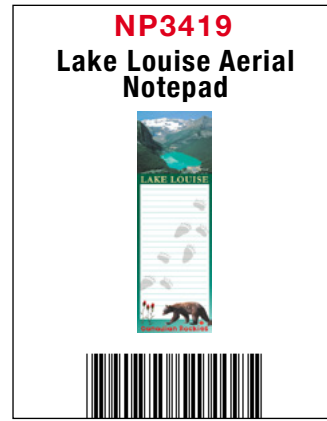 NP3419
Lake Louise Aerial
Notepad
LAKE LOUISE
Canadian Rockies